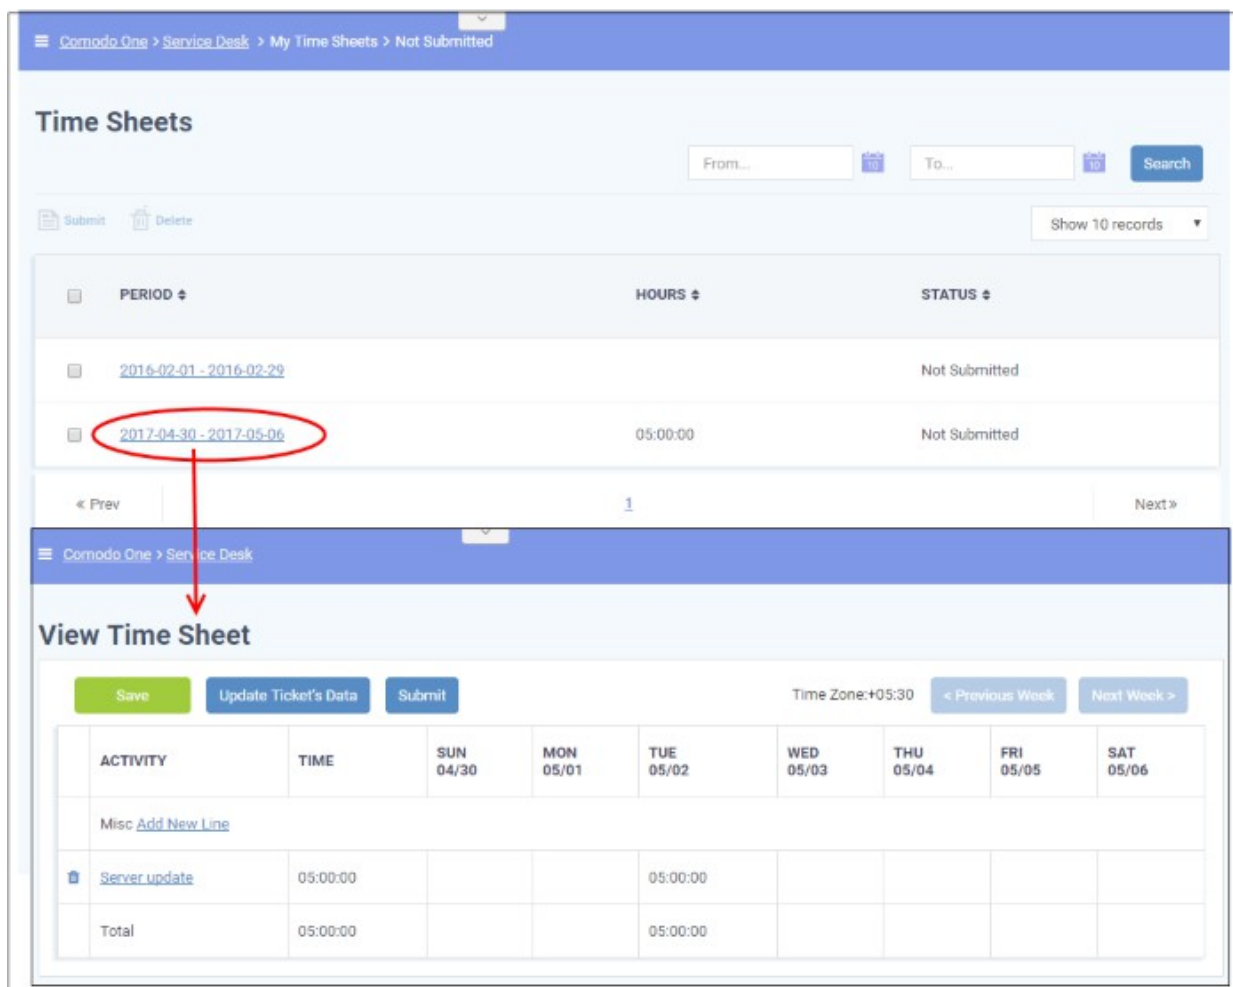 Comodo One > Service Desk > My Time Sheets > Not Submitted
Time Sheets
From... 10 To... 10 Search
Submit Delete Show 10 records
PERIOD HOURS STATUS
2016-02-01 - 2016-02-29 Not Submitted
2017-04-30 - 2017-05-06 05:00:00 Not Submitted
« Prev 1 Next »
Comodo One > Service Desk
View Time Sheet
Save Update Ticket's Data Submit Time Zone:+05:30 < Previous Week Next Week >
ACTIVITY TIME SUN MON TUE WED THU FRI SAT
04/30 05/01 05/02 05/03 05/04 05/05 05/06
Misc Add New Line
Server update 05:00:00 05:00:00
Total 05:00:00 05:00:00